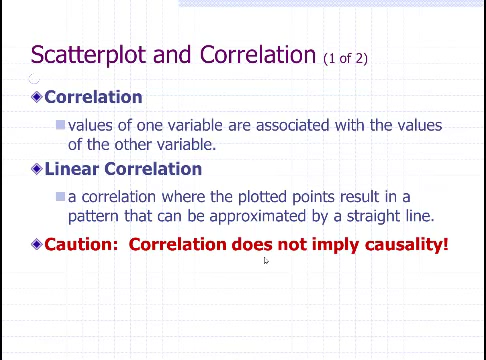 Scatterplot and Correlation (1 of 2)
Correlation
values of one variable are associated with the values
of the other variable.
Linear Correlation
a correlation where the plotted points result in a
pattern that can be approximated by a straight line.
Caution: Correlation does not imply causality!